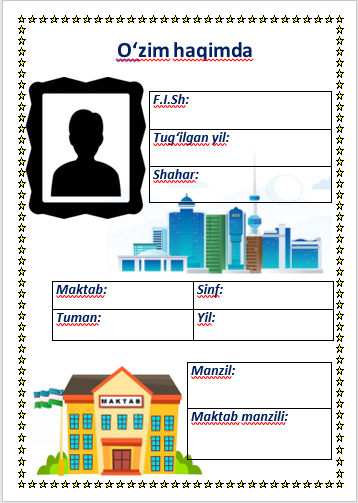 O‘zim haqimda
F.I.Sh:
Tug‘ilgan yil:
Shahar:
Maktab:
Sinf:
Tuman:
Yil:
MAKTAB
Manzil:
Maktab manzili: